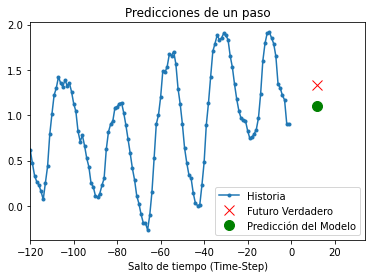 Predicciones de un paso
2.0
1.5
1.0
0.5
0.0
Historia
Futuro Verdadero
Predicción del Modelo
−120 −100 −80 −60 −40 −20 0 20
Salto de tiempo (Time-Step)